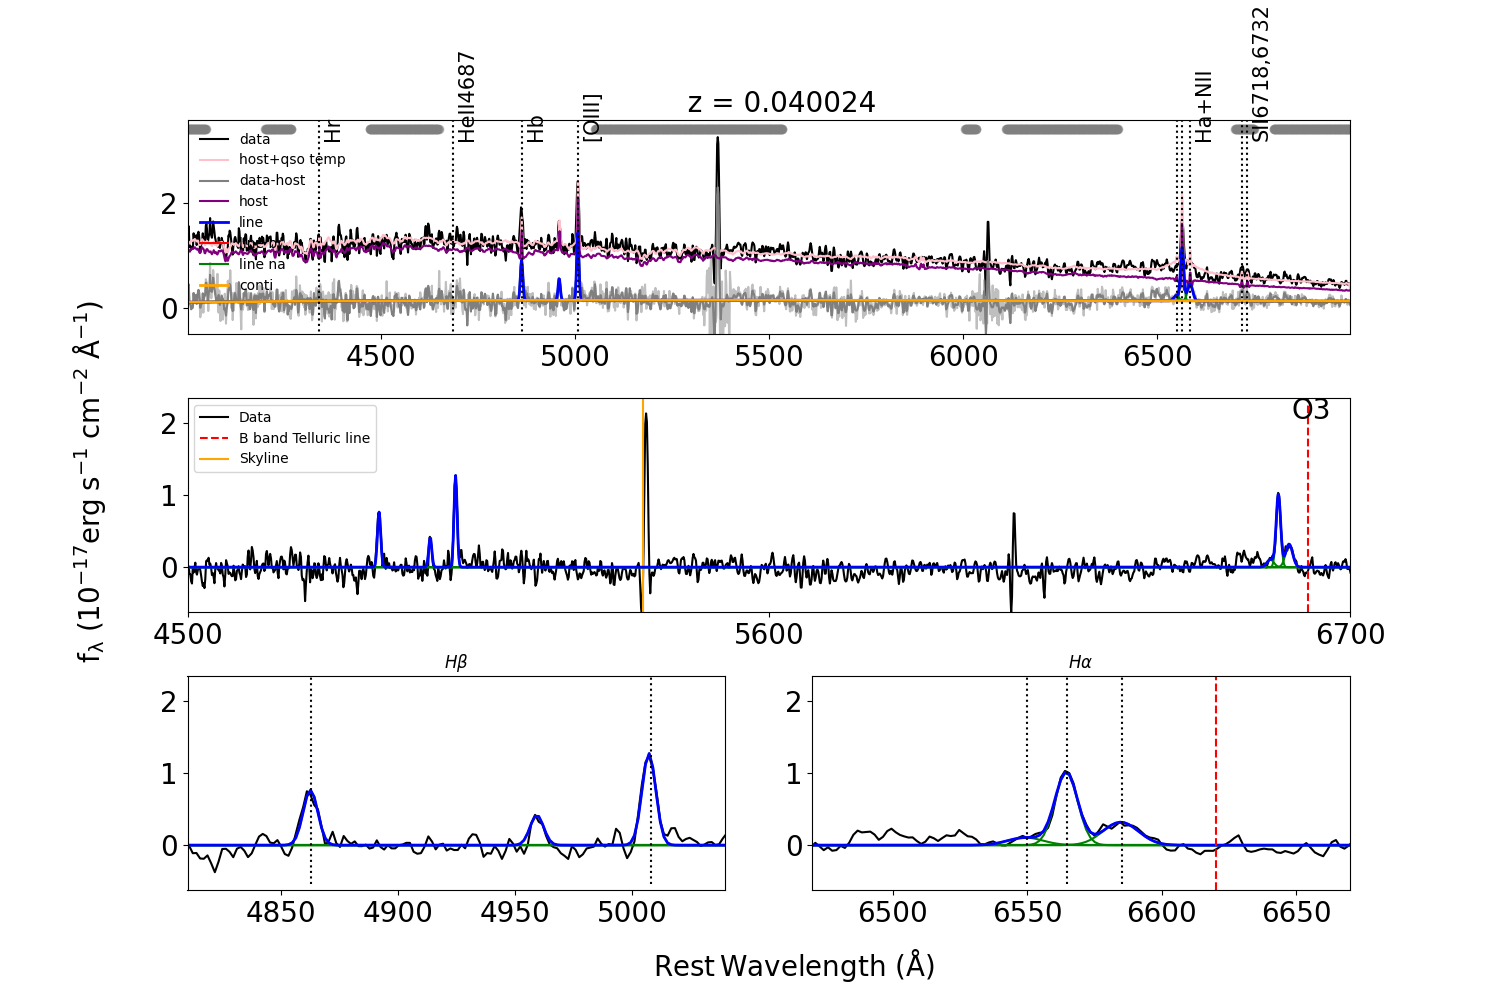 z = 0.040024
Hr
HeII4687
Hb
[OIII]
Ha+NII
SII6718,6732
data
host+qso temp
data-host
host
line
line na
conti
2
0
4500 5000 5500 6000 6500
fλ (10−17erg s−1 cm−2 Å−1)
Data
B band Telluric line
Skyline
O3
2
1
0
4500 5600 6700
Hβ
2
1
0
4850 4900 4950 5000
Hα
2
1
0
6500 6550 6600 6650
Rest Wavelength (Å)